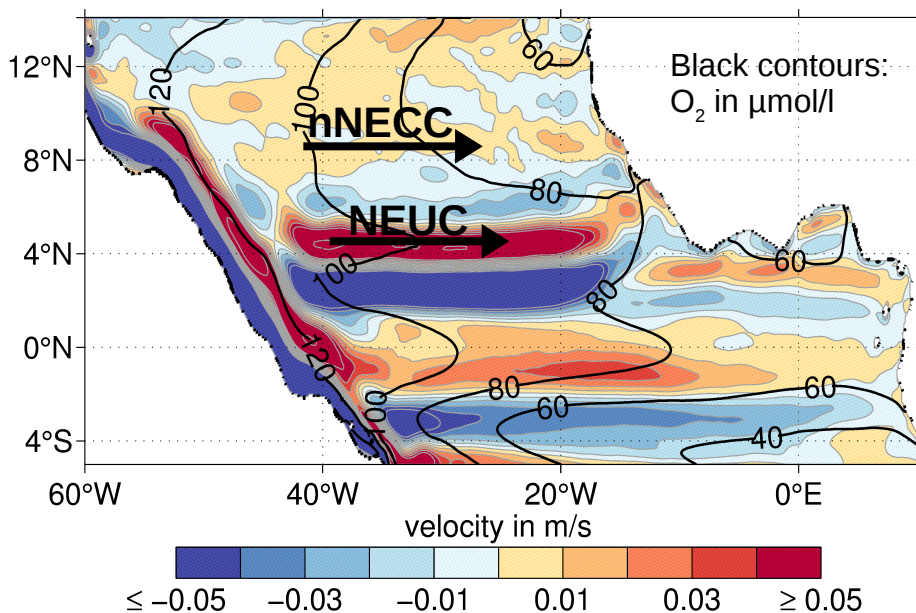 12°N
8°N
4°N
0°N
4°S
60°W
40°W
20°W
0°E
Black contours:
O₂ in µmol/l
nNECC
NEUC
120
100
60
80
100
80
60
120
100
80
60
60
40
velocity in m/s
≤ −0.05
−0.03
−0.01
0.01
0.03
≥ 0.05